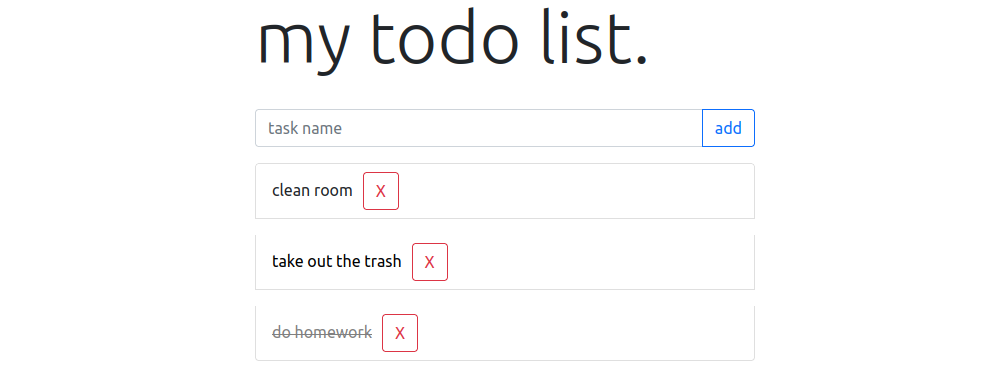 my todo list.
task name add
clean room X
take out the trash X
do homework X